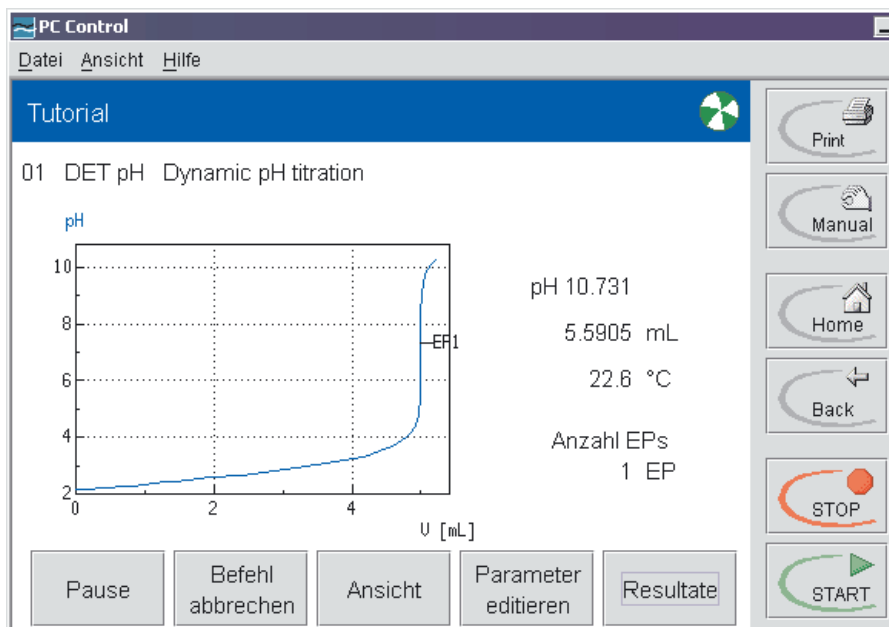 PC Control
Datei Ansicht Hilfe
Tutorial
01 DET pH Dynamic pH titration
pH
10
8
6
4
2
0
2
4
V [mL]
EP1
pH 10.731
5.5905 mL
22.6 °C
Anzahl EPs
1 EP
Pause
Befehl
abbrechen
Ansicht
Parameter
editieren
Resultate
Print
Manual
Home
Back
STOP
START